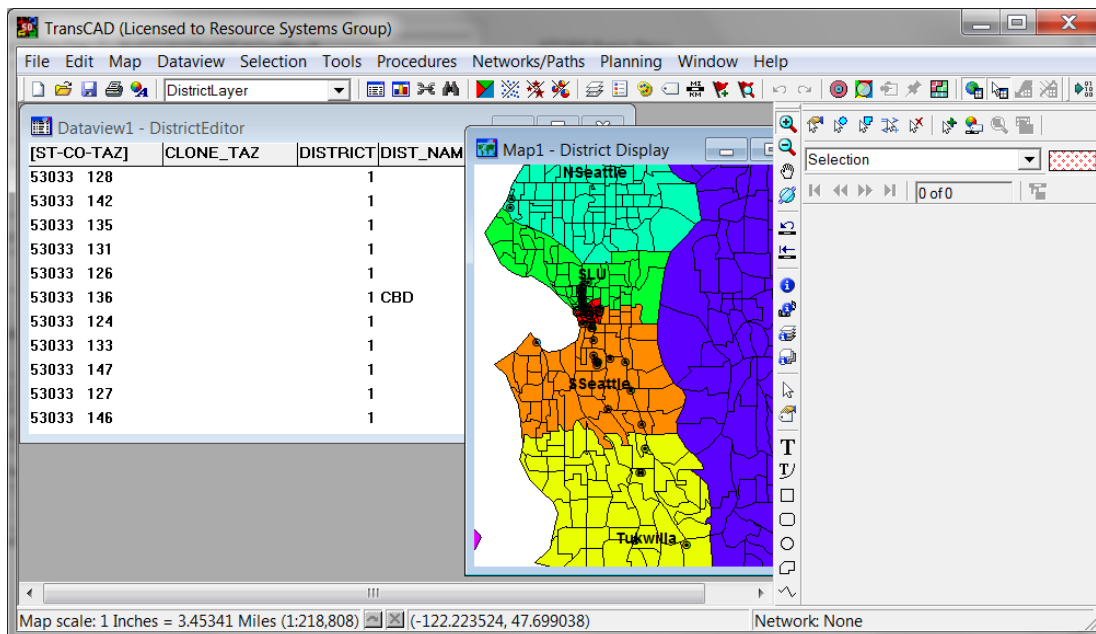 TransCAD (Licensed to Resource Systems Group)
File Edit Map Dataview Selection Tools Procedures Networks/Paths Planning Window Help
DistrictLayer
Dataview1 - DistrictEditor
[ST-CO-TAZ] CLONE_TAZ DISTRICT DIST_NAM
53033 128 1
53033 142 1
53033 135 1
53033 131 1
53033 126 1
53033 136 1 CBD
53033 124 1
53033 133 1
53033 147 1
53033 127 1
53033 146 1
Map1 - District Display
NSeattle
SLU
SSeattle
Tukwilla
Selection
0 of 0
Map scale: 1 Inches = 3.45341 Miles (1:218,808) (-122.223524, 47.699038) Network: None